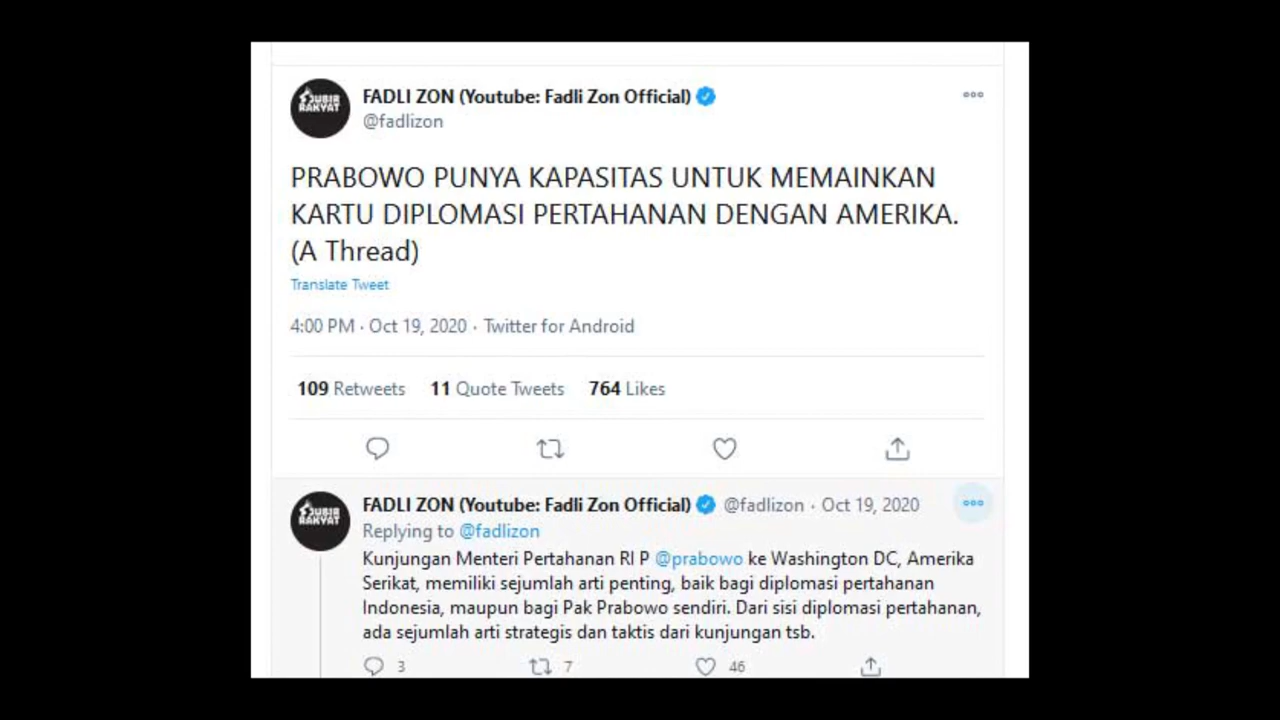 JUBIR
RAKYAT
FADLI ZON (Youtube: Fadli Zon Official)
@fadlizon
PRABOWO PUNYA KAPASITAS UNTUK MEMAINKAN
KARTU DIPLOMASI PERTAHANAN DENGAN AMERIKA.
(A Thread)
Translate Tweet
4:00 PM · Oct 19, 2020 · Twitter for Android
109 Retweets 11 Quote Tweets 764 Likes
JUBIR
RAKYAT
FADLI ZON (Youtube: Fadli Zon Official) @fadlizon · Oct 19, 2020
Replying to @fadlizon
Kunjungan Menteri Pertahanan RI P @prabowo ke Washington DC, Amerika
Serikat, memiliki sejumlah arti penting, baik bagi diplomasi pertahanan
Indonesia, maupun bagi Pak Prabowo sendiri. Dari sisi diplomasi pertahanan,
ada sejumlah arti strategis dan taktis dari kunjungan tsb.
3 7 46